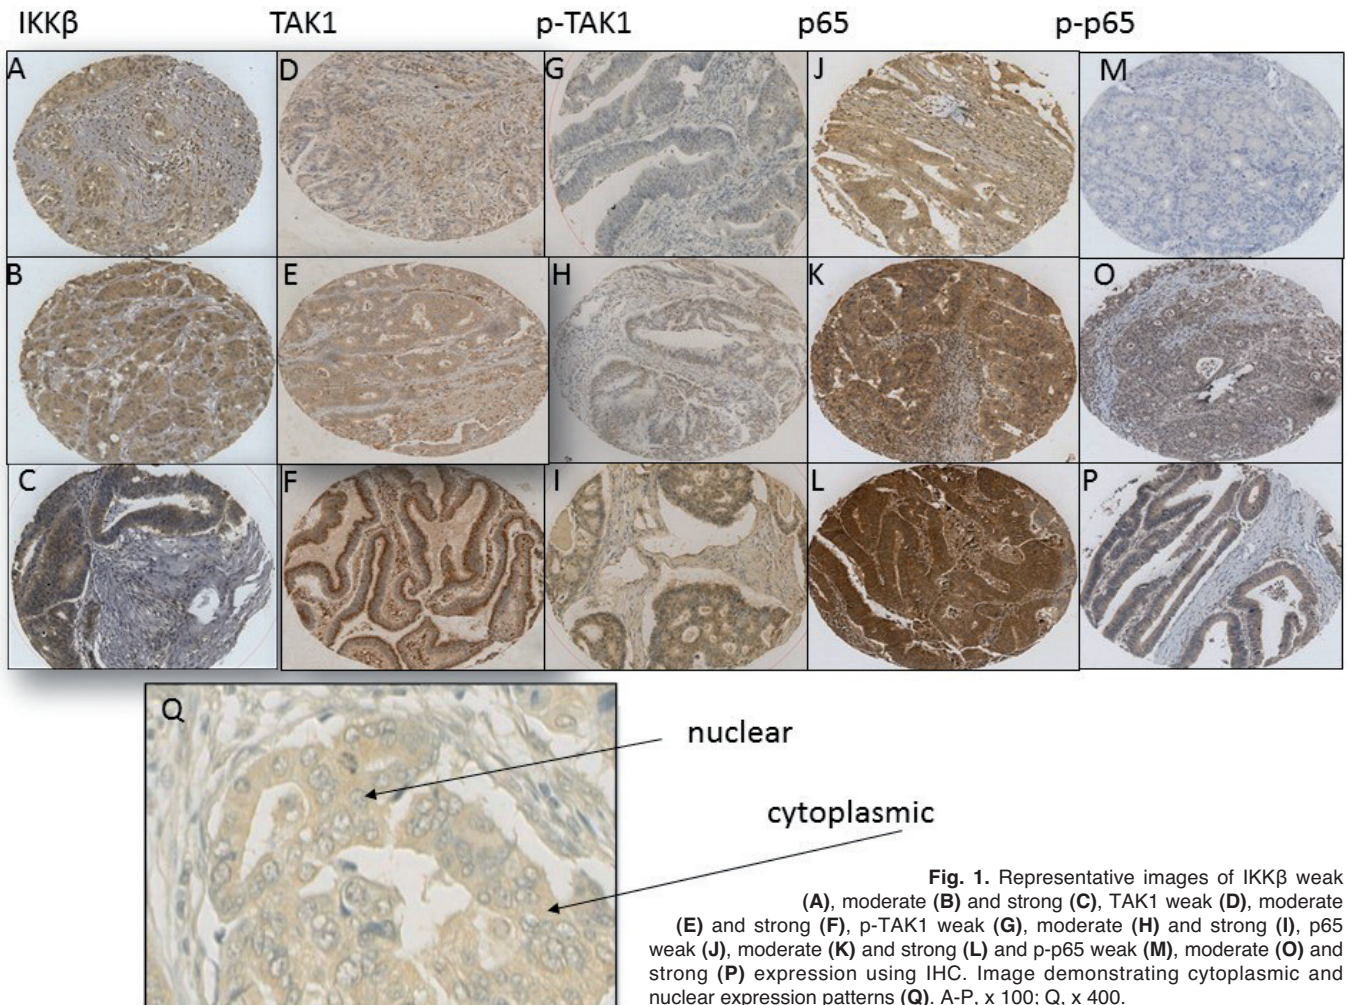 IKKβ TAK1 p-TAK1 p65 p-p65
A D G J M
B E H K O
C F I L P
Q
nuclear
cytoplasmic
Fig. 1. Representative images of IKKβ weak
(A), moderate (B) and strong (C), TAK1 weak (D), moderate
(E) and strong (F), p-TAK1 weak (G), moderate (H) and strong (I), p65
weak (J), moderate (K) and strong (L) and p-p65 weak (M), moderate (O) and
strong (P) expression using IHC. Image demonstrating cytoplasmic and
nuclear expression patterns (Q). A-P, x 100; Q, x 400.